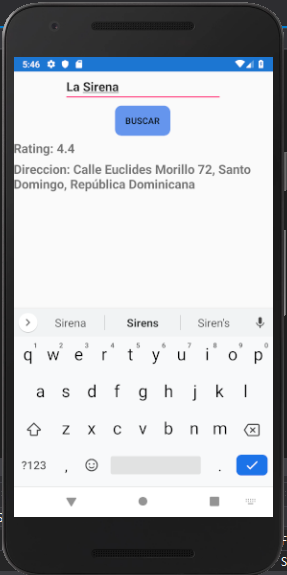 5:46
La Sirena
BUSCAR
Rating: 4.4
Direccion: Calle Euclides Morillo 72, Santo
Domingo, República Dominicana
Sirena Sirens Siren's
1 2 3 4 5 6 7 8 9 0
q w e r t y u i o p
a s d f g h j k l
z x c v b n m
?123 , .